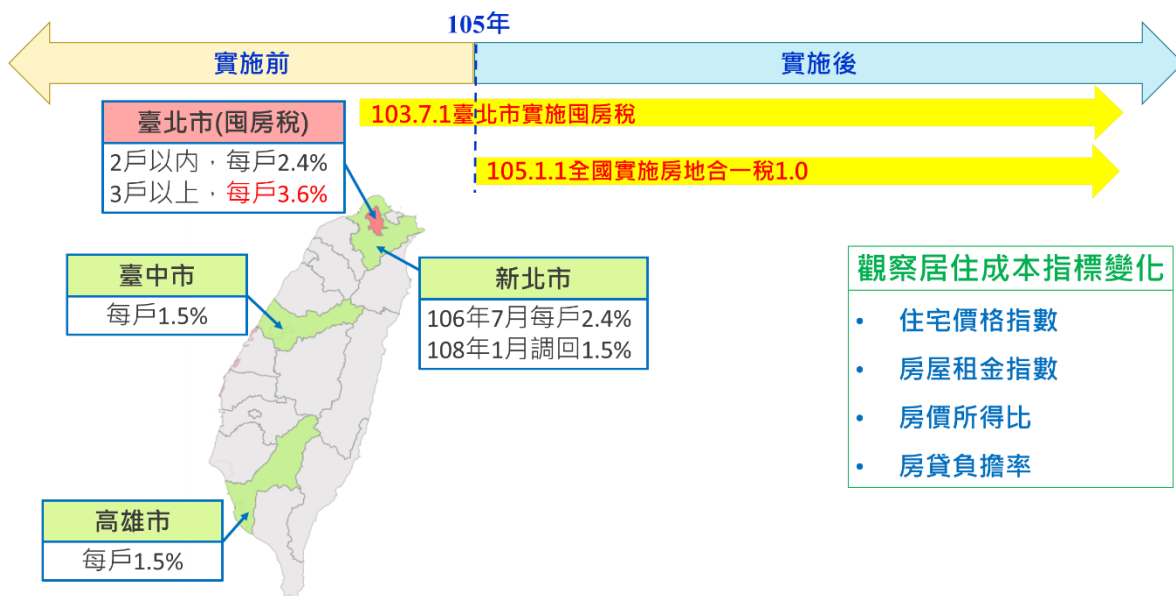 105年
實施前
實施後
103.7.1臺北市實施囤房稅
105.1.1全國實施房地合一稅1.0
臺北市(囤房稅)
2戶以內，每戶2.4%
3戶以上，每戶3.6%
臺中市
每戶1.5%
新北市
106年7月每戶2.4%
108年1月調回1.5%
高雄市
每戶1.5%
觀察居住成本指標變化
• 住宅價格指數
• 房屋租金指數
• 房價所得比
• 房貸負擔率